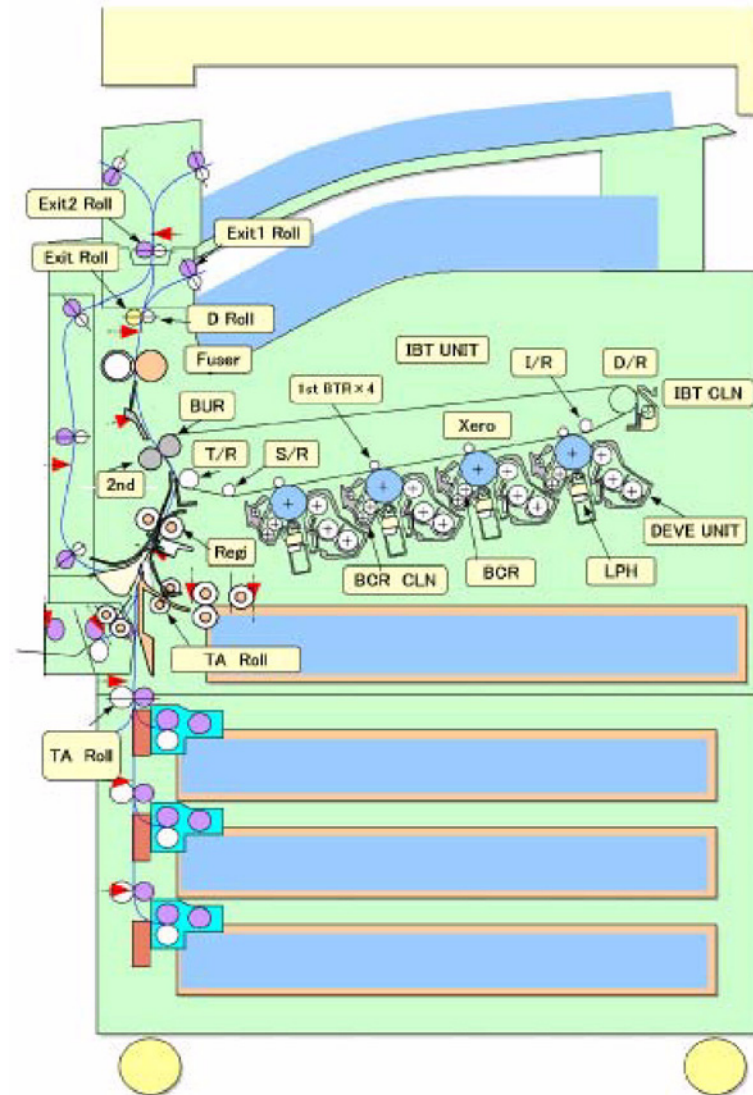 Exit2 Roll
Exit1 Roll
Exit Roll
D Roll
Fuser
IBT UNIT
I/R
D/R
1st BTR×4
IBT CLN
BUR
Xero
T/R
S/R
2nd
DEVE UNIT
Regi
BCR CLN
BCR
LPH
TA Roll
TA Roll